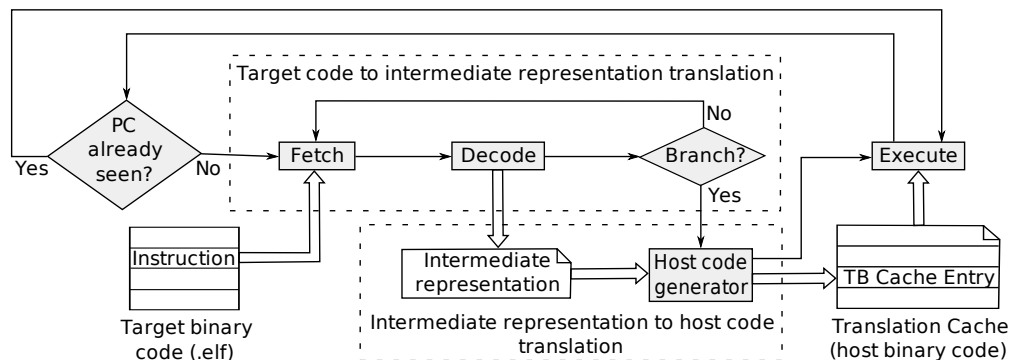 Target code to intermediate representation translation
PC
already
seen?
Yes
No
Fetch
Decode
Branch?
No
Yes
Execute
Instruction
Target binary
code (.elf)
Intermediate
representation
Host code
generator
Intermediate representation to host code
translation
TB Cache Entry
Translation Cache
(host binary code)